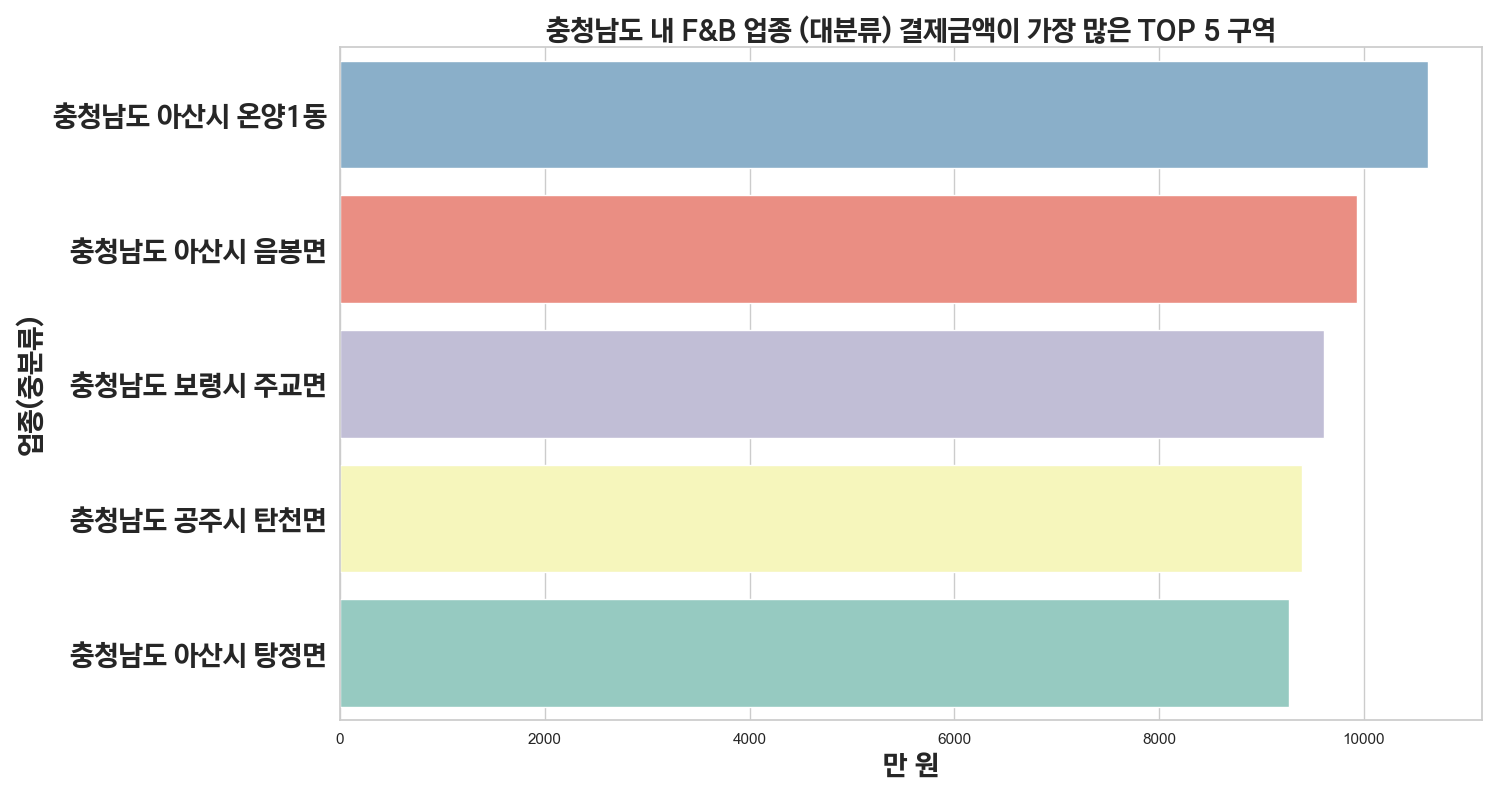 충청남도 내 F&B 업종 (대분류) 결제금액이 가장 많은 TOP 5 구역
충청남도 아산시 온양1동
충청남도 아산시 음봉면
충청남도 보령시 주교면
충청남도 공주시 탄천면
충청남도 아산시 탕정면
업종(중분류)
0 2000 4000 6000 8000 10000
만 원